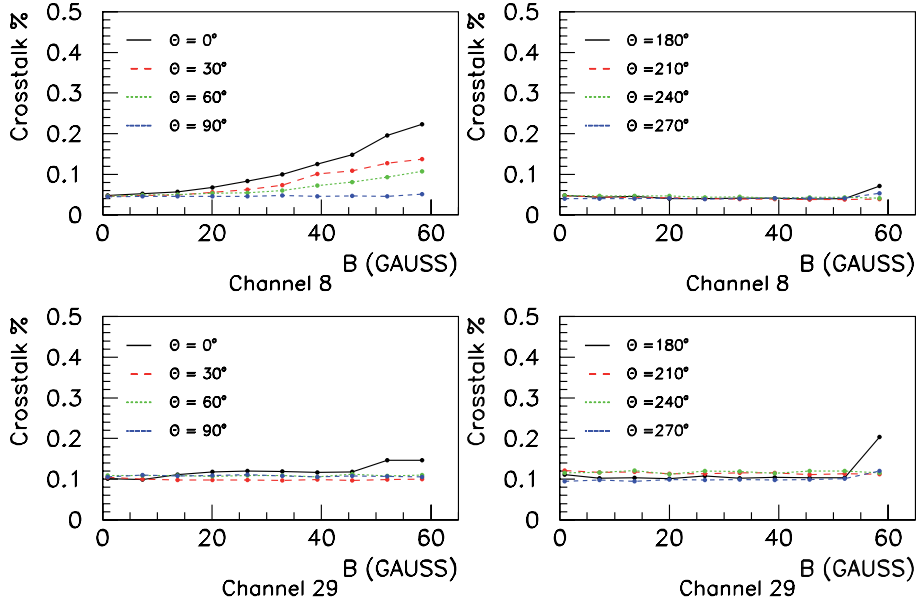 Crosstalk %
0.5
0.4
0.3
0.2
0.1
0
Θ = 0°
Θ = 30°
Θ = 60°
Θ = 90°
0 20 40 60
B (GAUSS)
Channel 8
Crosstalk %
0.5
0.4
0.3
0.2
0.1
0
Θ =180°
Θ =210°
Θ =240°
Θ =270°
0 20 40 60
B (GAUSS)
Channel 8
Crosstalk %
0.5
0.4
0.3
0.2
0.1
0
Θ = 0°
Θ = 30°
Θ = 60°
Θ = 90°
0 20 40 60
B (GAUSS)
Channel 29
Crosstalk %
0.5
0.4
0.3
0.2
0.1
0
Θ =180°
Θ =210°
Θ =240°
Θ =270°
0 20 40 60
B (GAUSS)
Channel 29